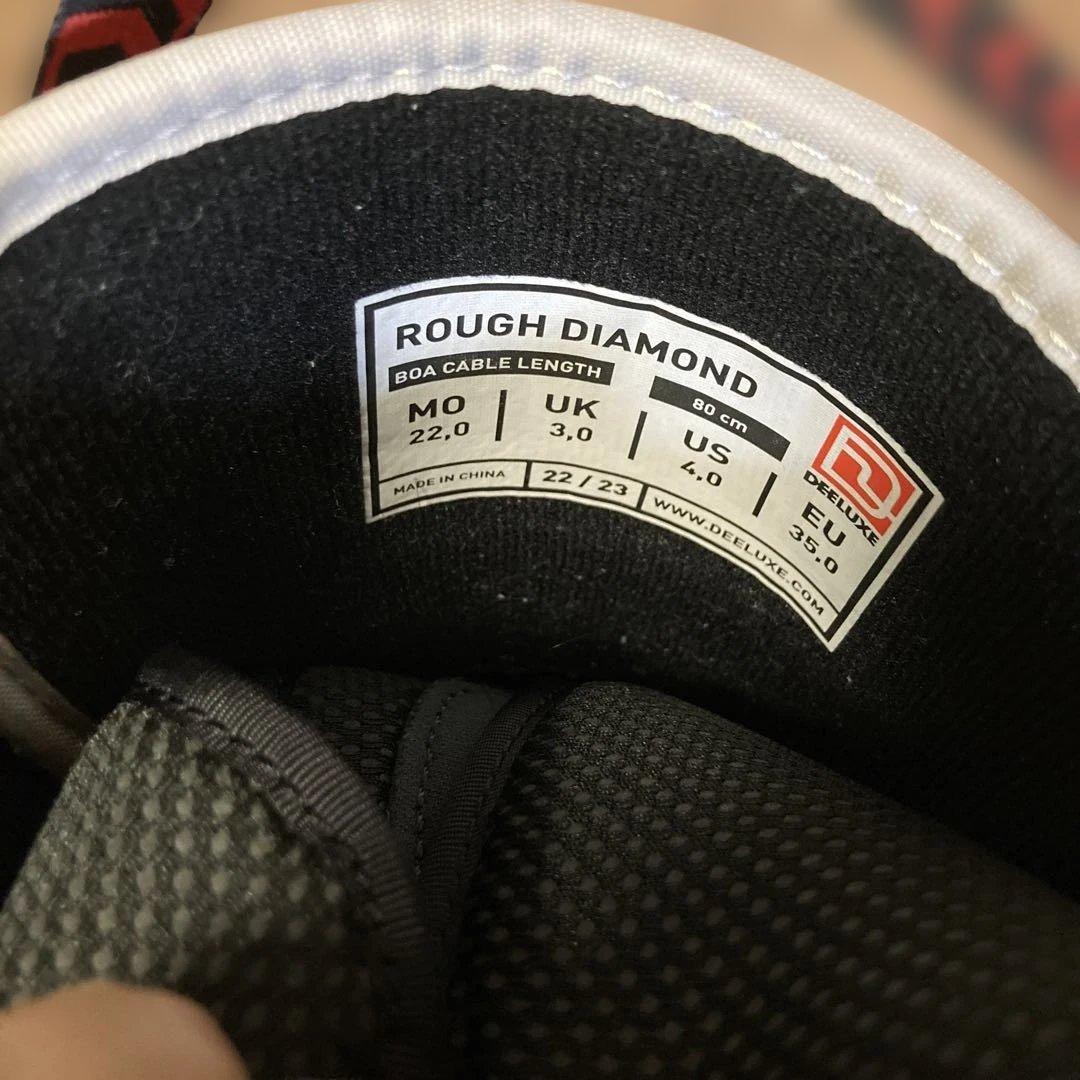 ROUGH DIAMOND
BOA CABLE LENGTH 80 cm
MO UK US EU
22,0 3,0 4,0 35,0
DEELUXE
MADE IN CHINA 22 / 23 WWW.DEELUXE.COM